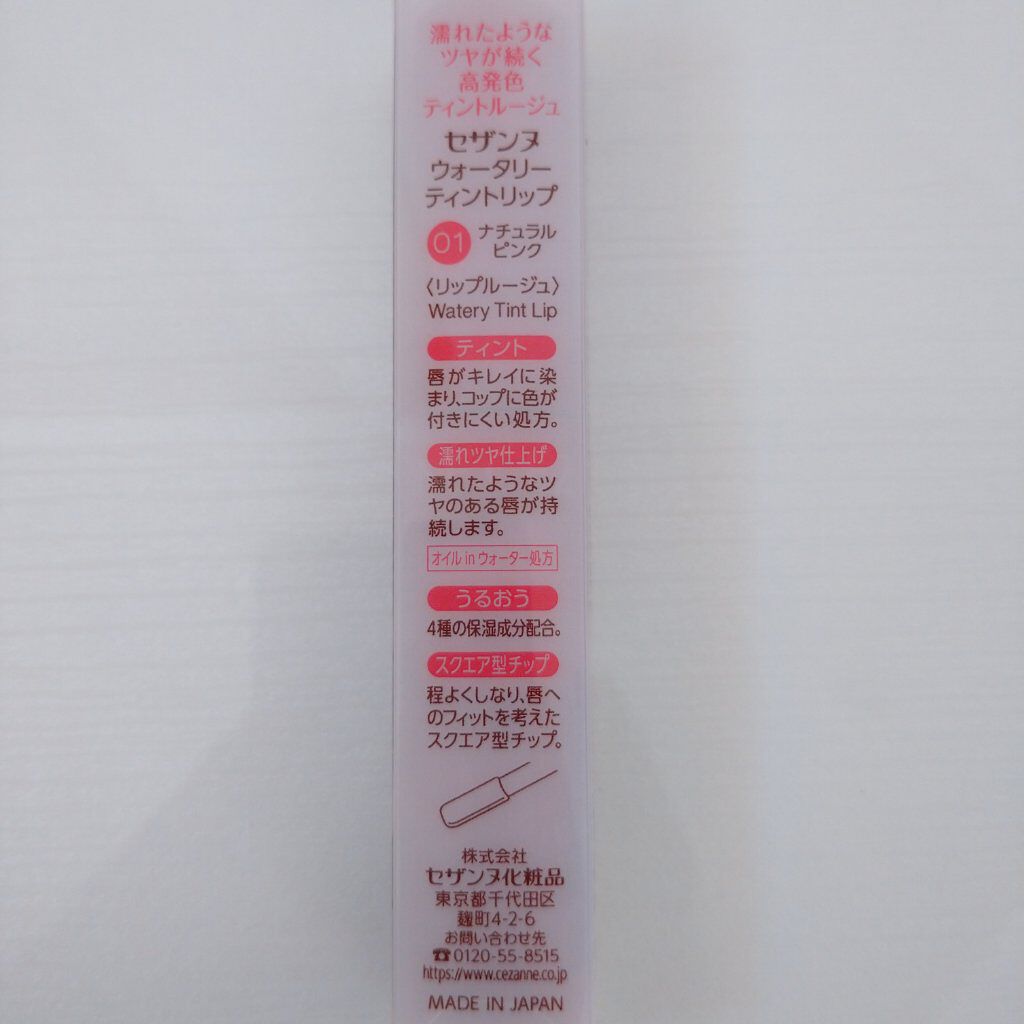 濡れたような
ツヤが続く
高発色
ティントルージュ
セザンヌ
ウォータリー
ティントリップ
01 ナチュラル
ピンク
〈リップルージュ〉
Watery Tint Lip
ティント
唇がキレイに染
まり、コップに色が
付きにくい処方。
濡れツヤ仕上げ
濡れたようなツ
ヤのある唇が持
続します。
オイル in ウォーター処方
うるおう
4種の保湿成分配合。
スクエア型チップ
程よくしなり、唇へ
のフィットを考えた
スクエア型チップ。
株式会社
セザンヌ化粧品
東京都千代田区
麹町4-2-6
お問い合わせ先
☎0120-55-8515
https://www.cezanne.co.jp
MADE IN JAPAN